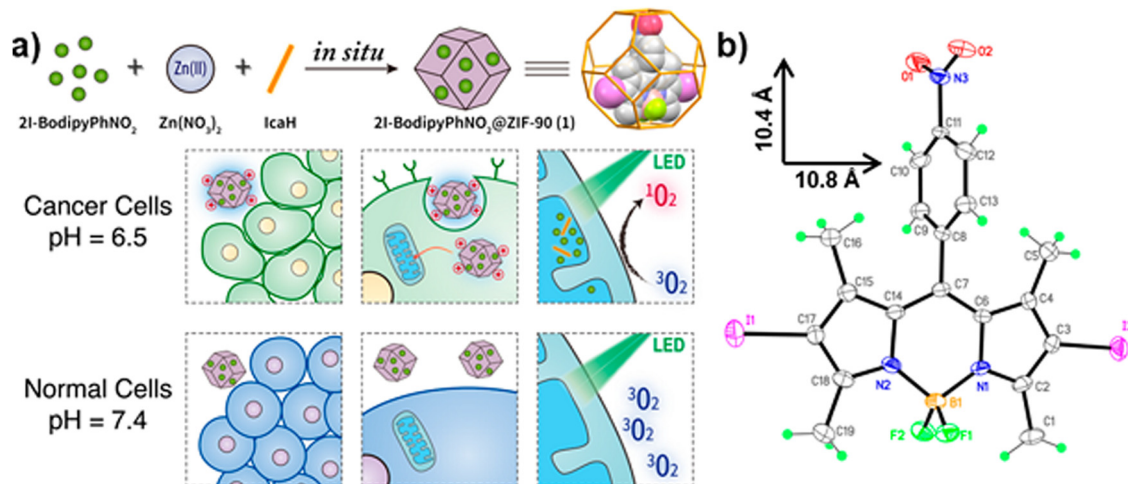 a)
+ Zn(II) + in situ
2I-BodipyPhNO₂ Zn(NO₃)₂ IcaH 2I-BodipyPhNO₂@ZIF-90 (1)
Cancer Cells
pH = 6.5
LED
¹O₂
³O₂
Normal Cells
pH = 7.4
LED
³O₂
³O₂
³O₂
b)
10.4 Å
10.8 Å
O1 O2
N3
C11
C10 C12
C9 C13
C8
C16 C5
C15 C7 C4
C14 C6
I1 C17 C3
C18 N2 N1 C2
B1
C19 F2 F1 C1